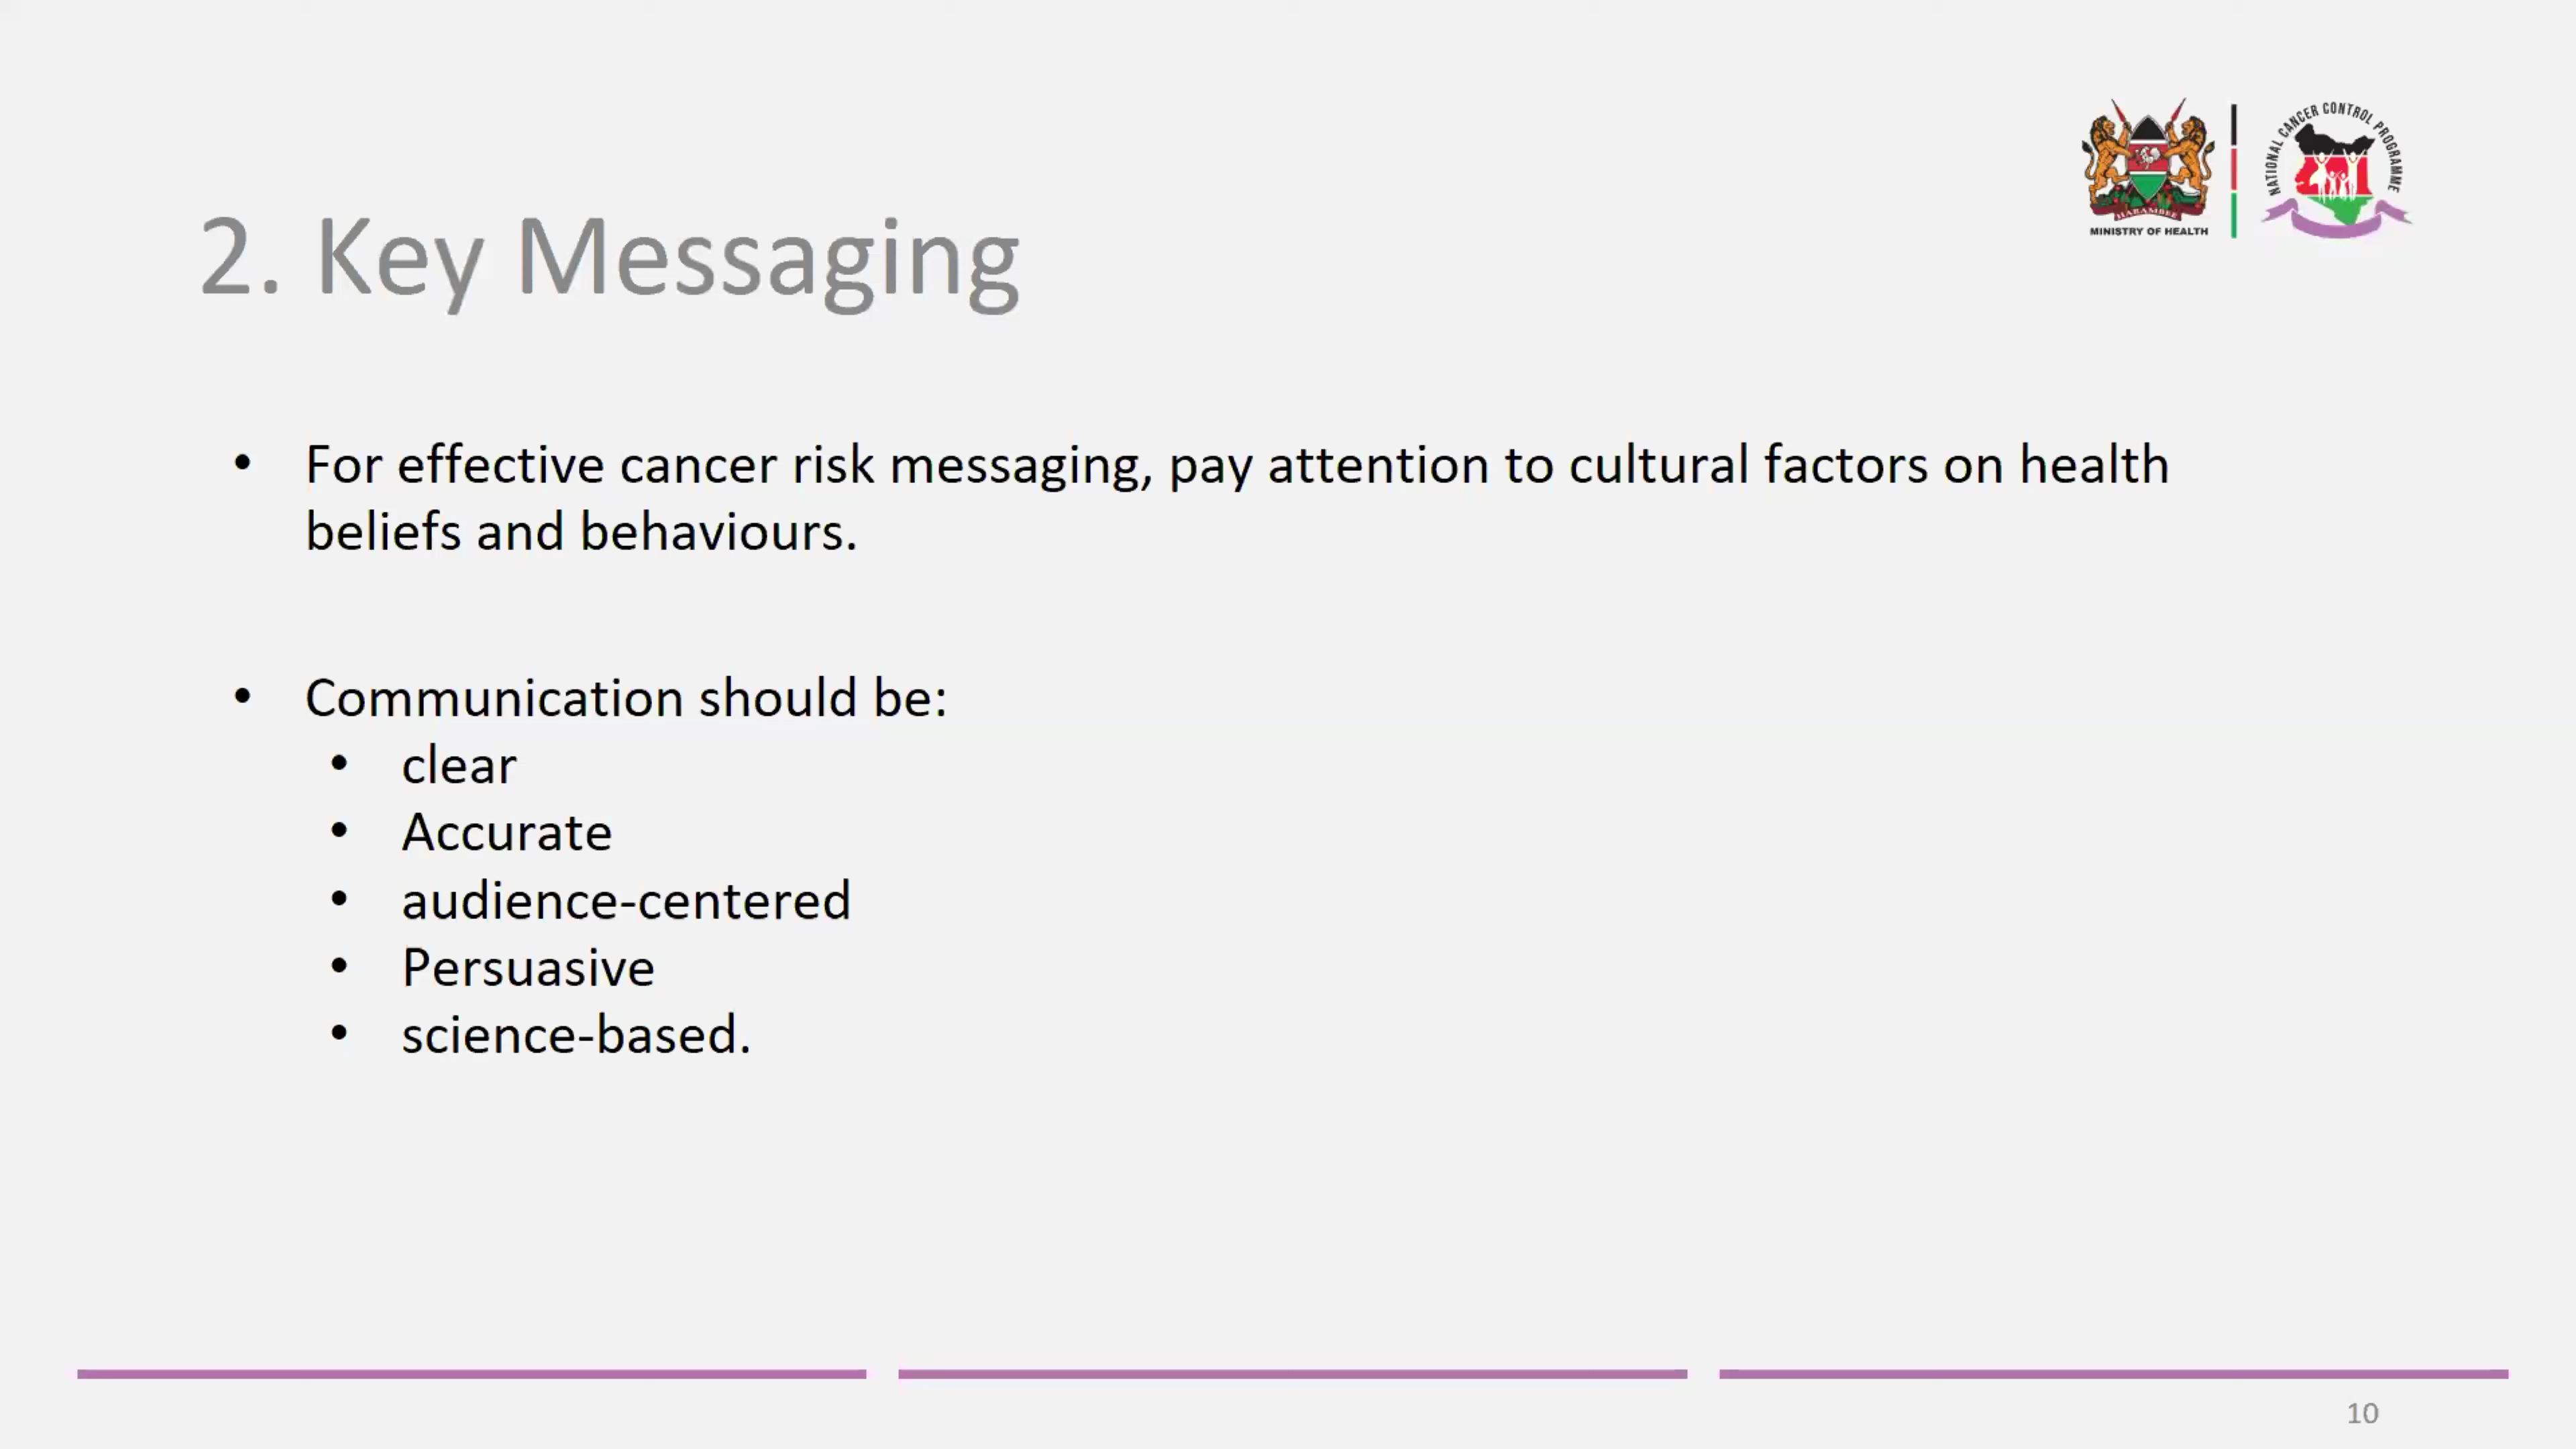 NATIONAL CANCER CONTROL PROGRAMME
HARAMBEE
MINISTRY OF HEALTH
2. Key Messaging
• For effective cancer risk messaging, pay attention to cultural factors on health
beliefs and behaviours.
• Communication should be:
• clear
• Accurate
• audience-centered
• Persuasive
• science-based.
10